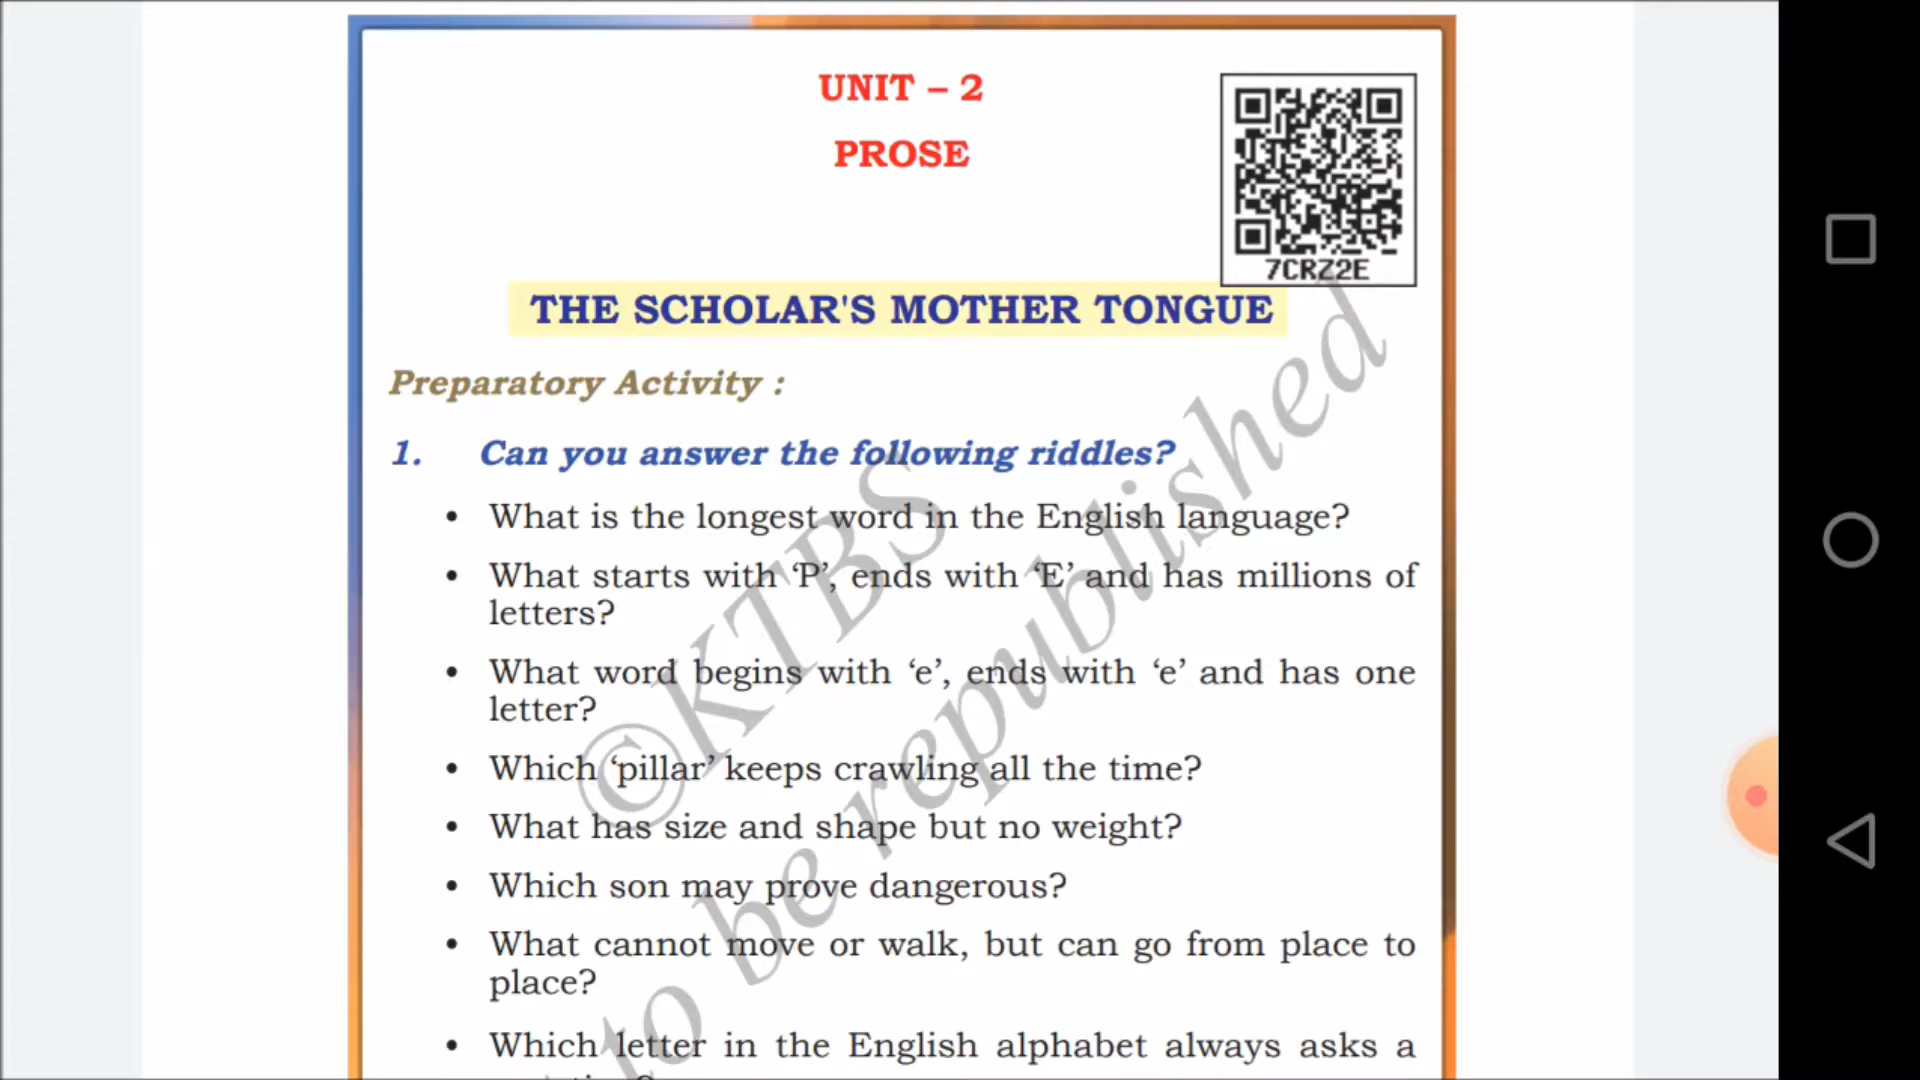 UNIT – 2
PROSE
7CRZ2E
THE SCHOLAR'S MOTHER TONGUE
Preparatory Activity :
1. Can you answer the following riddles?
• What is the longest word in the English language?
• What starts with ‘P’, ends with ‘E’ and has millions of
letters?
• What word begins with ‘e’, ends with ‘e’ and has one
letter?
• Which ‘pillar’ keeps crawling all the time?
• What has size and shape but no weight?
• Which son may prove dangerous?
• What cannot move or walk, but can go from place to
place?
• Which letter in the English alphabet always asks a
©KTBS
to be republished